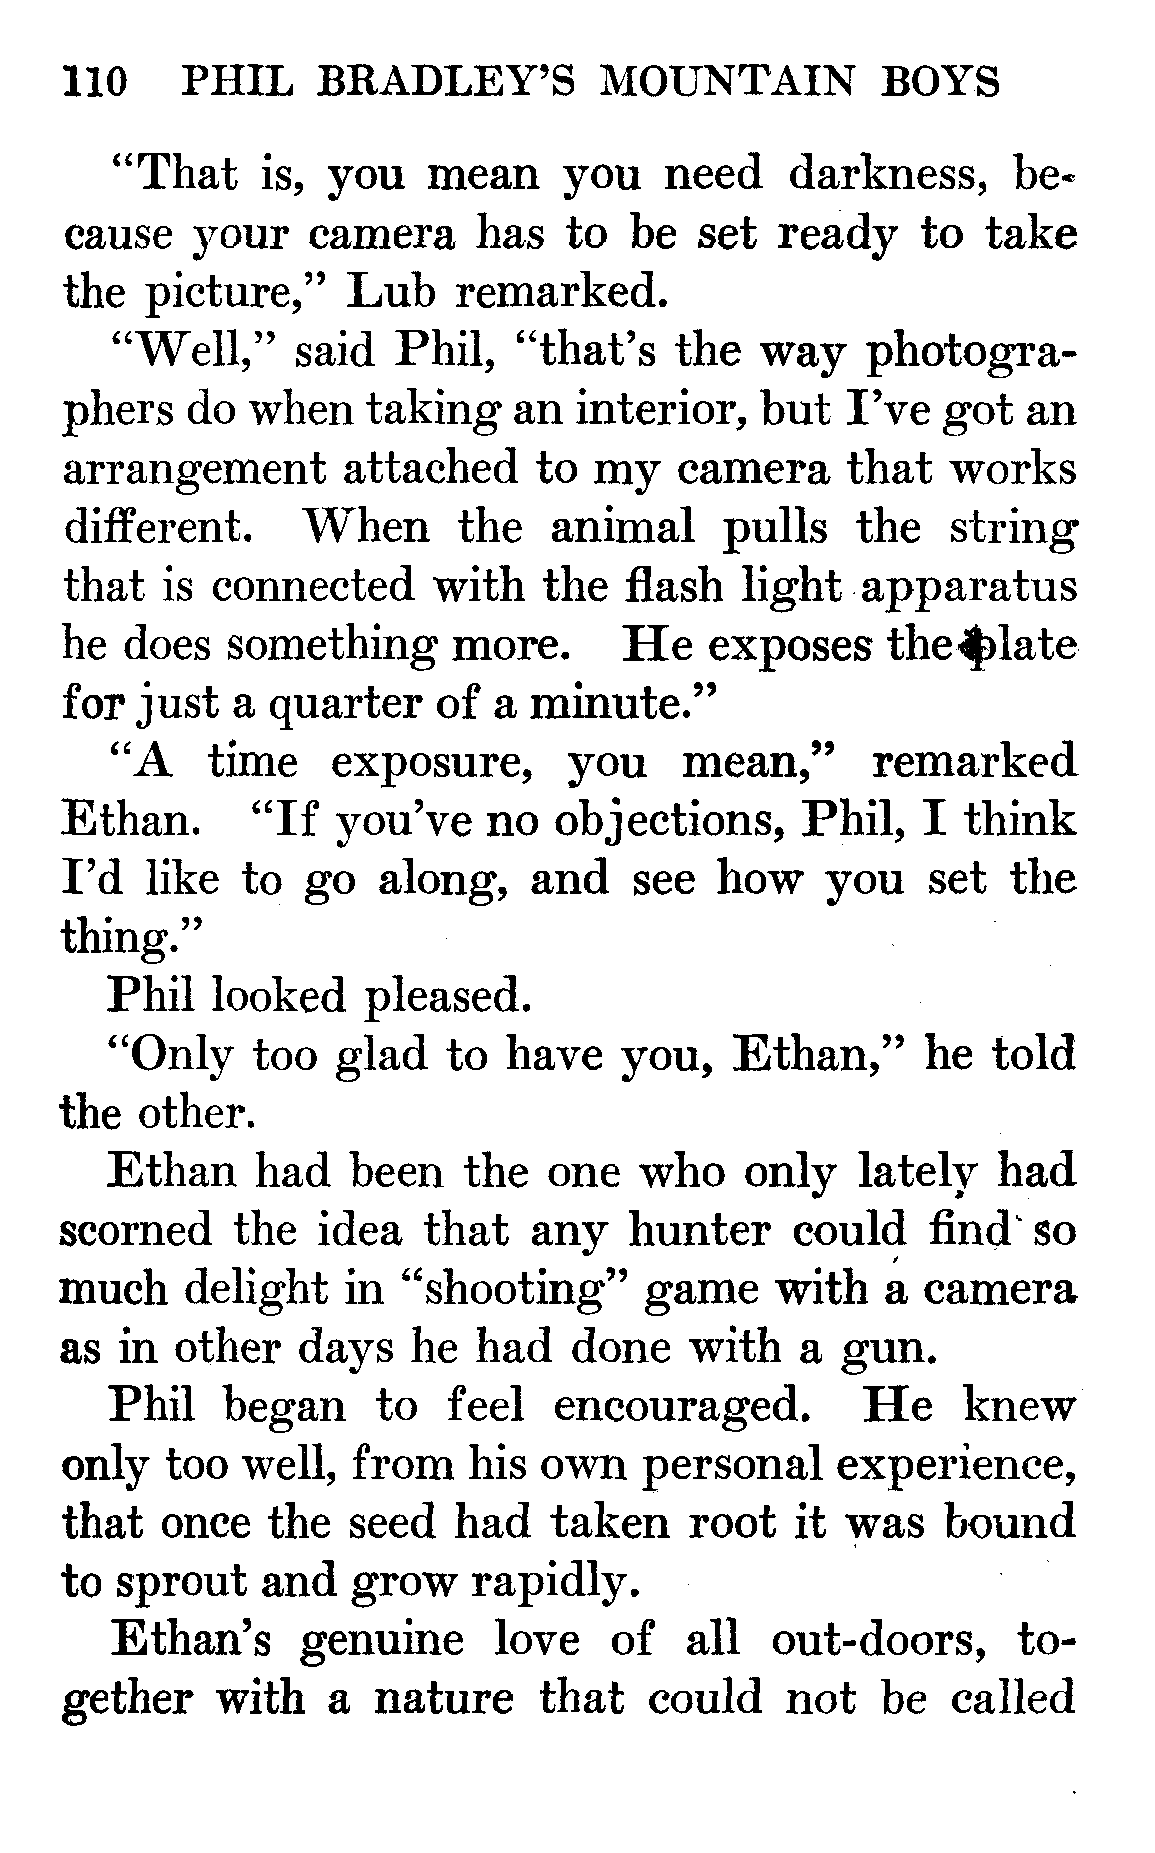 110 PHIL BRADLEY'S MOUNTAIN BOYS
“That is, you mean you need darkness, be-
cause your camera has to be set ready to take
the picture,” Lub remarked.
“Well,” said Phil, “that’s the way photogra-
phers do when taking an interior, but I’ve got an
arrangement attached to my camera that works
different. When the animal pulls the string
that is connected with the flash light apparatus
he does something more. He exposes the plate
for just a quarter of a minute.”
“A time exposure, you mean,” remarked
Ethan. “If you’ve no objections, Phil, I think
I’d like to go along, and see how you set the
thing.”
Phil looked pleased.
“Only too glad to have you, Ethan,” he told
the other.
Ethan had been the one who only lately had
scorned the idea that any hunter could find so
much delight in “shooting” game with a camera
as in other days he had done with a gun.
Phil began to feel encouraged. He knew
only too well, from his own personal experience,
that once the seed had taken root it was bound
to sprout and grow rapidly.
Ethan’s genuine love of all out-doors, to-
gether with a nature that could not be called